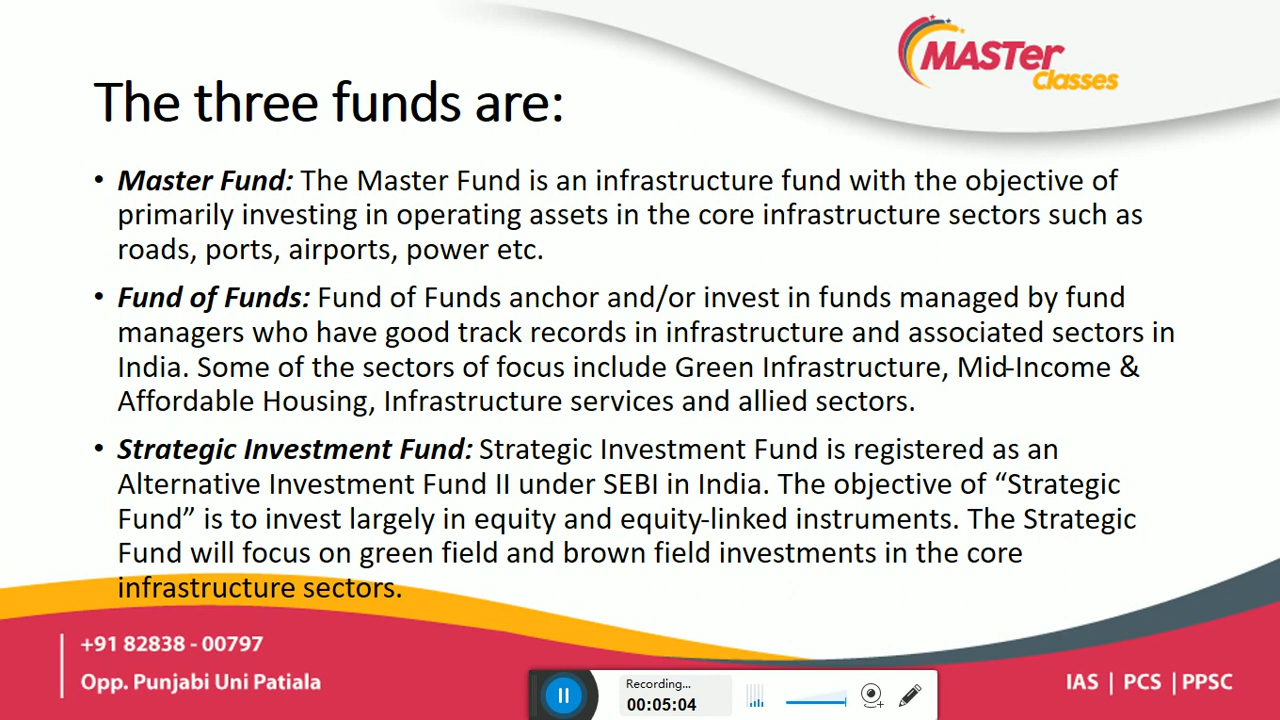 MASTer
Classes
The three funds are:
• Master Fund: The Master Fund is an infrastructure fund with the objective of
primarily investing in operating assets in the core infrastructure sectors such as
roads, ports, airports, power etc.
• Fund of Funds: Fund of Funds anchor and/or invest in funds managed by fund
managers who have good track records in infrastructure and associated sectors in
India. Some of the sectors of focus include Green Infrastructure, Mid-Income &
Affordable Housing, Infrastructure services and allied sectors.
• Strategic Investment Fund: Strategic Investment Fund is registered as an
Alternative Investment Fund II under SEBI in India. The objective of “Strategic
Fund” is to invest largely in equity and equity-linked instruments. The Strategic
Fund will focus on green field and brown field investments in the core
infrastructure sectors.
+91 82838 - 00797
Opp. Punjabi Uni Patiala
Recording...
00:05:04
IAS | PCS | PPSC